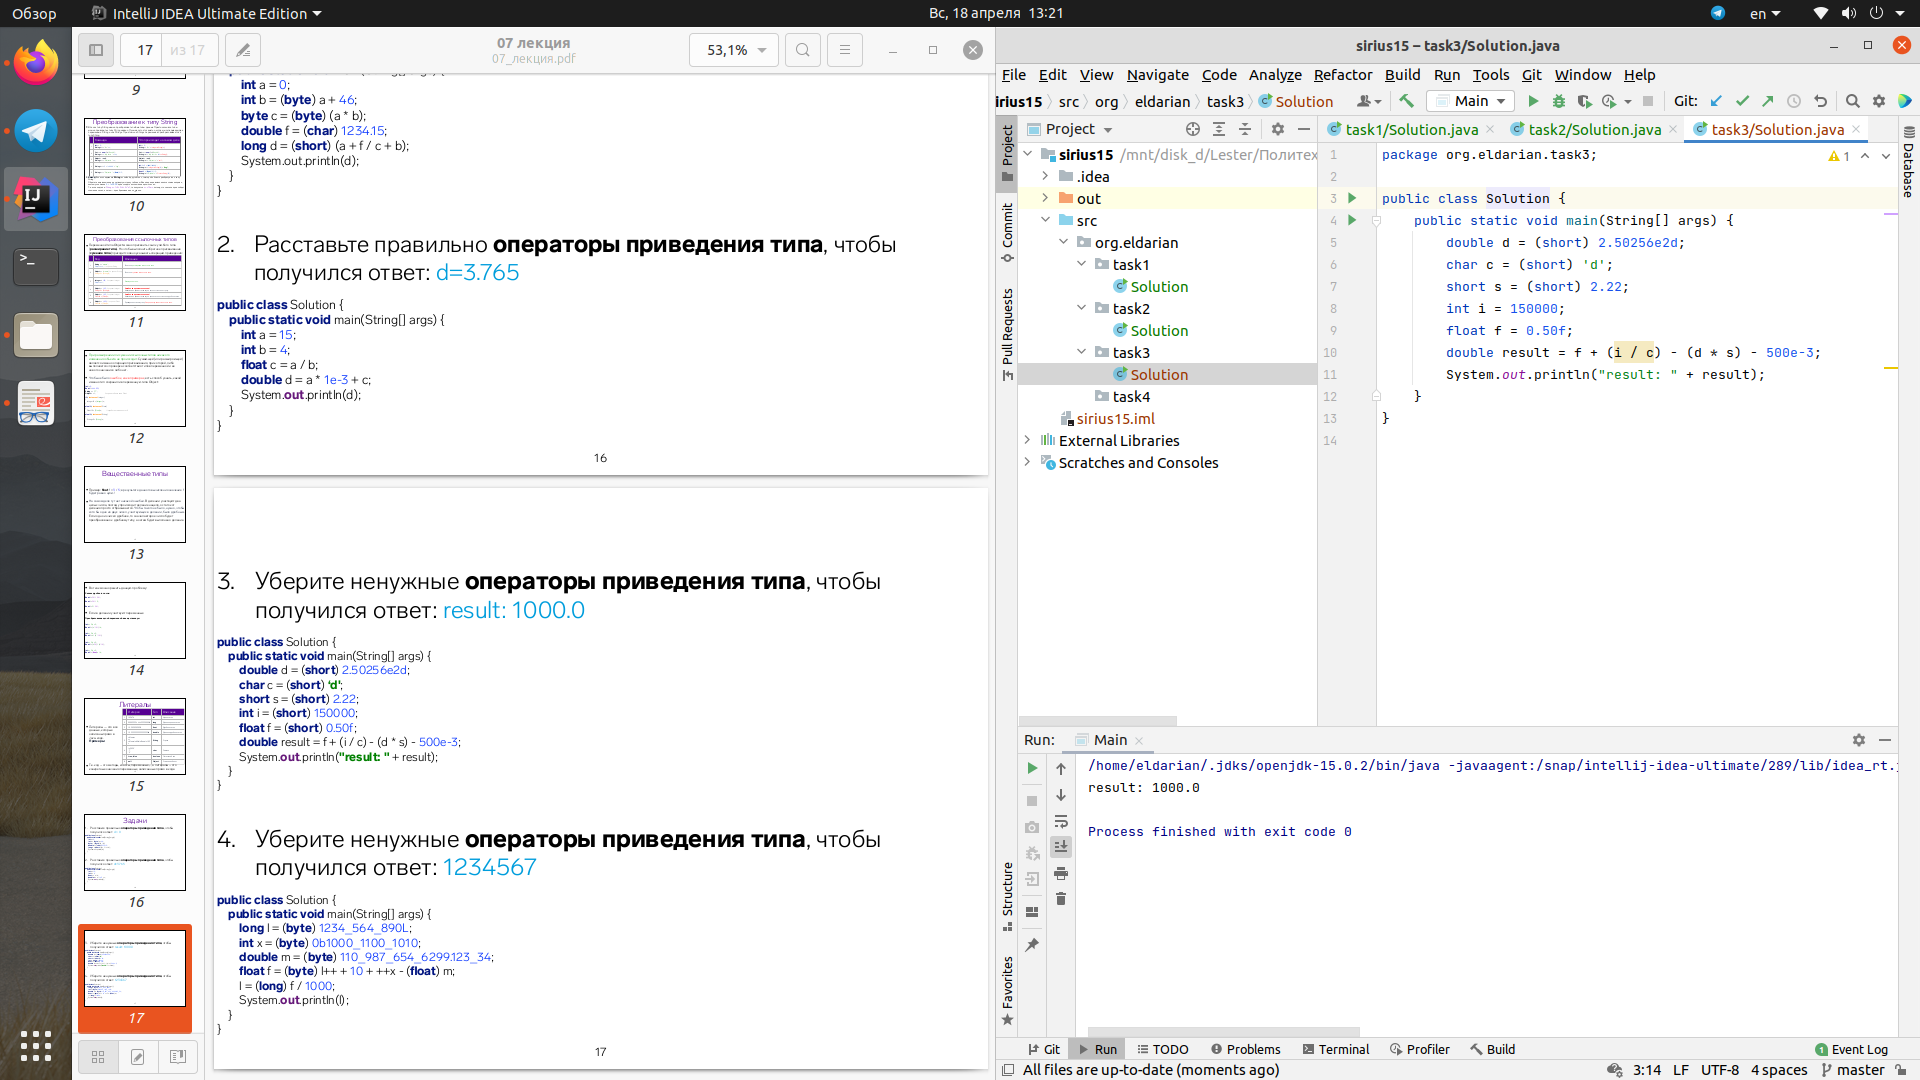 Обзор
IntelliJ IDEA Ultimate Edition
Вс, 18 апреля 13:21
en
17
из 17
07 лекция
07_лекция.pdf
53,1%
9
Преобразование к типу String
10
Преобразование ссылочных типов
11
12
Вещественные типы
13
14
Литералы
15
Задачи
16
17
int a = 0;
int b = (byte) a + 46;
byte c = (byte) (a * b);
double f = (char) 1234.15;
long d = (short) (a + f / c + b);
System.out.println(d);
}
}
2. Расставьте правильно операторы приведения типа, чтобы
получился ответ: d=3.765
public class Solution {
public static void main(String[] args) {
int a = 15;
int b = 4;
float c = a / b;
double d = a * 1e-3 + c;
System.out.println(d);
}
}
16
3. Уберите ненужные операторы приведения типа, чтобы
получился ответ: result: 1000.0
public class Solution {
public static void main(String[] args) {
double d = (short) 2.50256e2d;
char c = (short) 'd';
short s = (short) 2.22;
int i = (short) 150000;
float f = (short) 0.50f;
double result = f + (i / c) - (d * s) - 500e-3;
System.out.println("result: " + result);
}
}
4. Уберите ненужные операторы приведения типа, чтобы
получился ответ: 1234567
public class Solution {
public static void main(String[] args) {
long l = (byte) 1234_564_890L;
int x = (byte) 0b1000_1100_1010;
double m = (byte) 110_987_654_6299.123_34;
float f = (byte) l++ + 10 + ++x - (float) m;
l = (long) f / 1000;
System.out.println(l);
}
}
17
sirius15 – task3/Solution.java
File Edit View Navigate Code Analyze Refactor Build Run Tools Git Window Help
irius15 src org eldarian task3 Solution
Main
Git:
Project
task1/Solution.java
task2/Solution.java
task3/Solution.java
Project
Commit
Pull Requests
Structure
Favorites
Database
sirius15 /mnt/disk_d/Lester/Политех
.idea
out
src
org.eldarian
task1
Solution
task2
Solution
task3
Solution
task4
sirius15.iml
External Libraries
Scratches and Consoles
1
1 package org.eldarian.task3;
2
3 public class Solution {
4 public static void main(String[] args) {
5 double d = (short) 2.50256e2d;
6 char c = (short) 'd';
7 short s = (short) 2.22;
8 int i = 150000;
9 float f = 0.50f;
10 double result = f + (i / c) - (d * s) - 500e-3;
11 System.out.println("result: " + result);
12 }
13 }
14
Run: Main
/home/eldarian/.jdks/openjdk-15.0.2/bin/java -javaagent:/snap/intellij-idea-ultimate/289/lib/idea_rt.j
result: 1000.0
Process finished with exit code 0
Git Run TODO Problems Terminal Profiler Build
1 Event Log
All files are up-to-date (moments ago)
3:14 LF UTF-8 4 spaces master